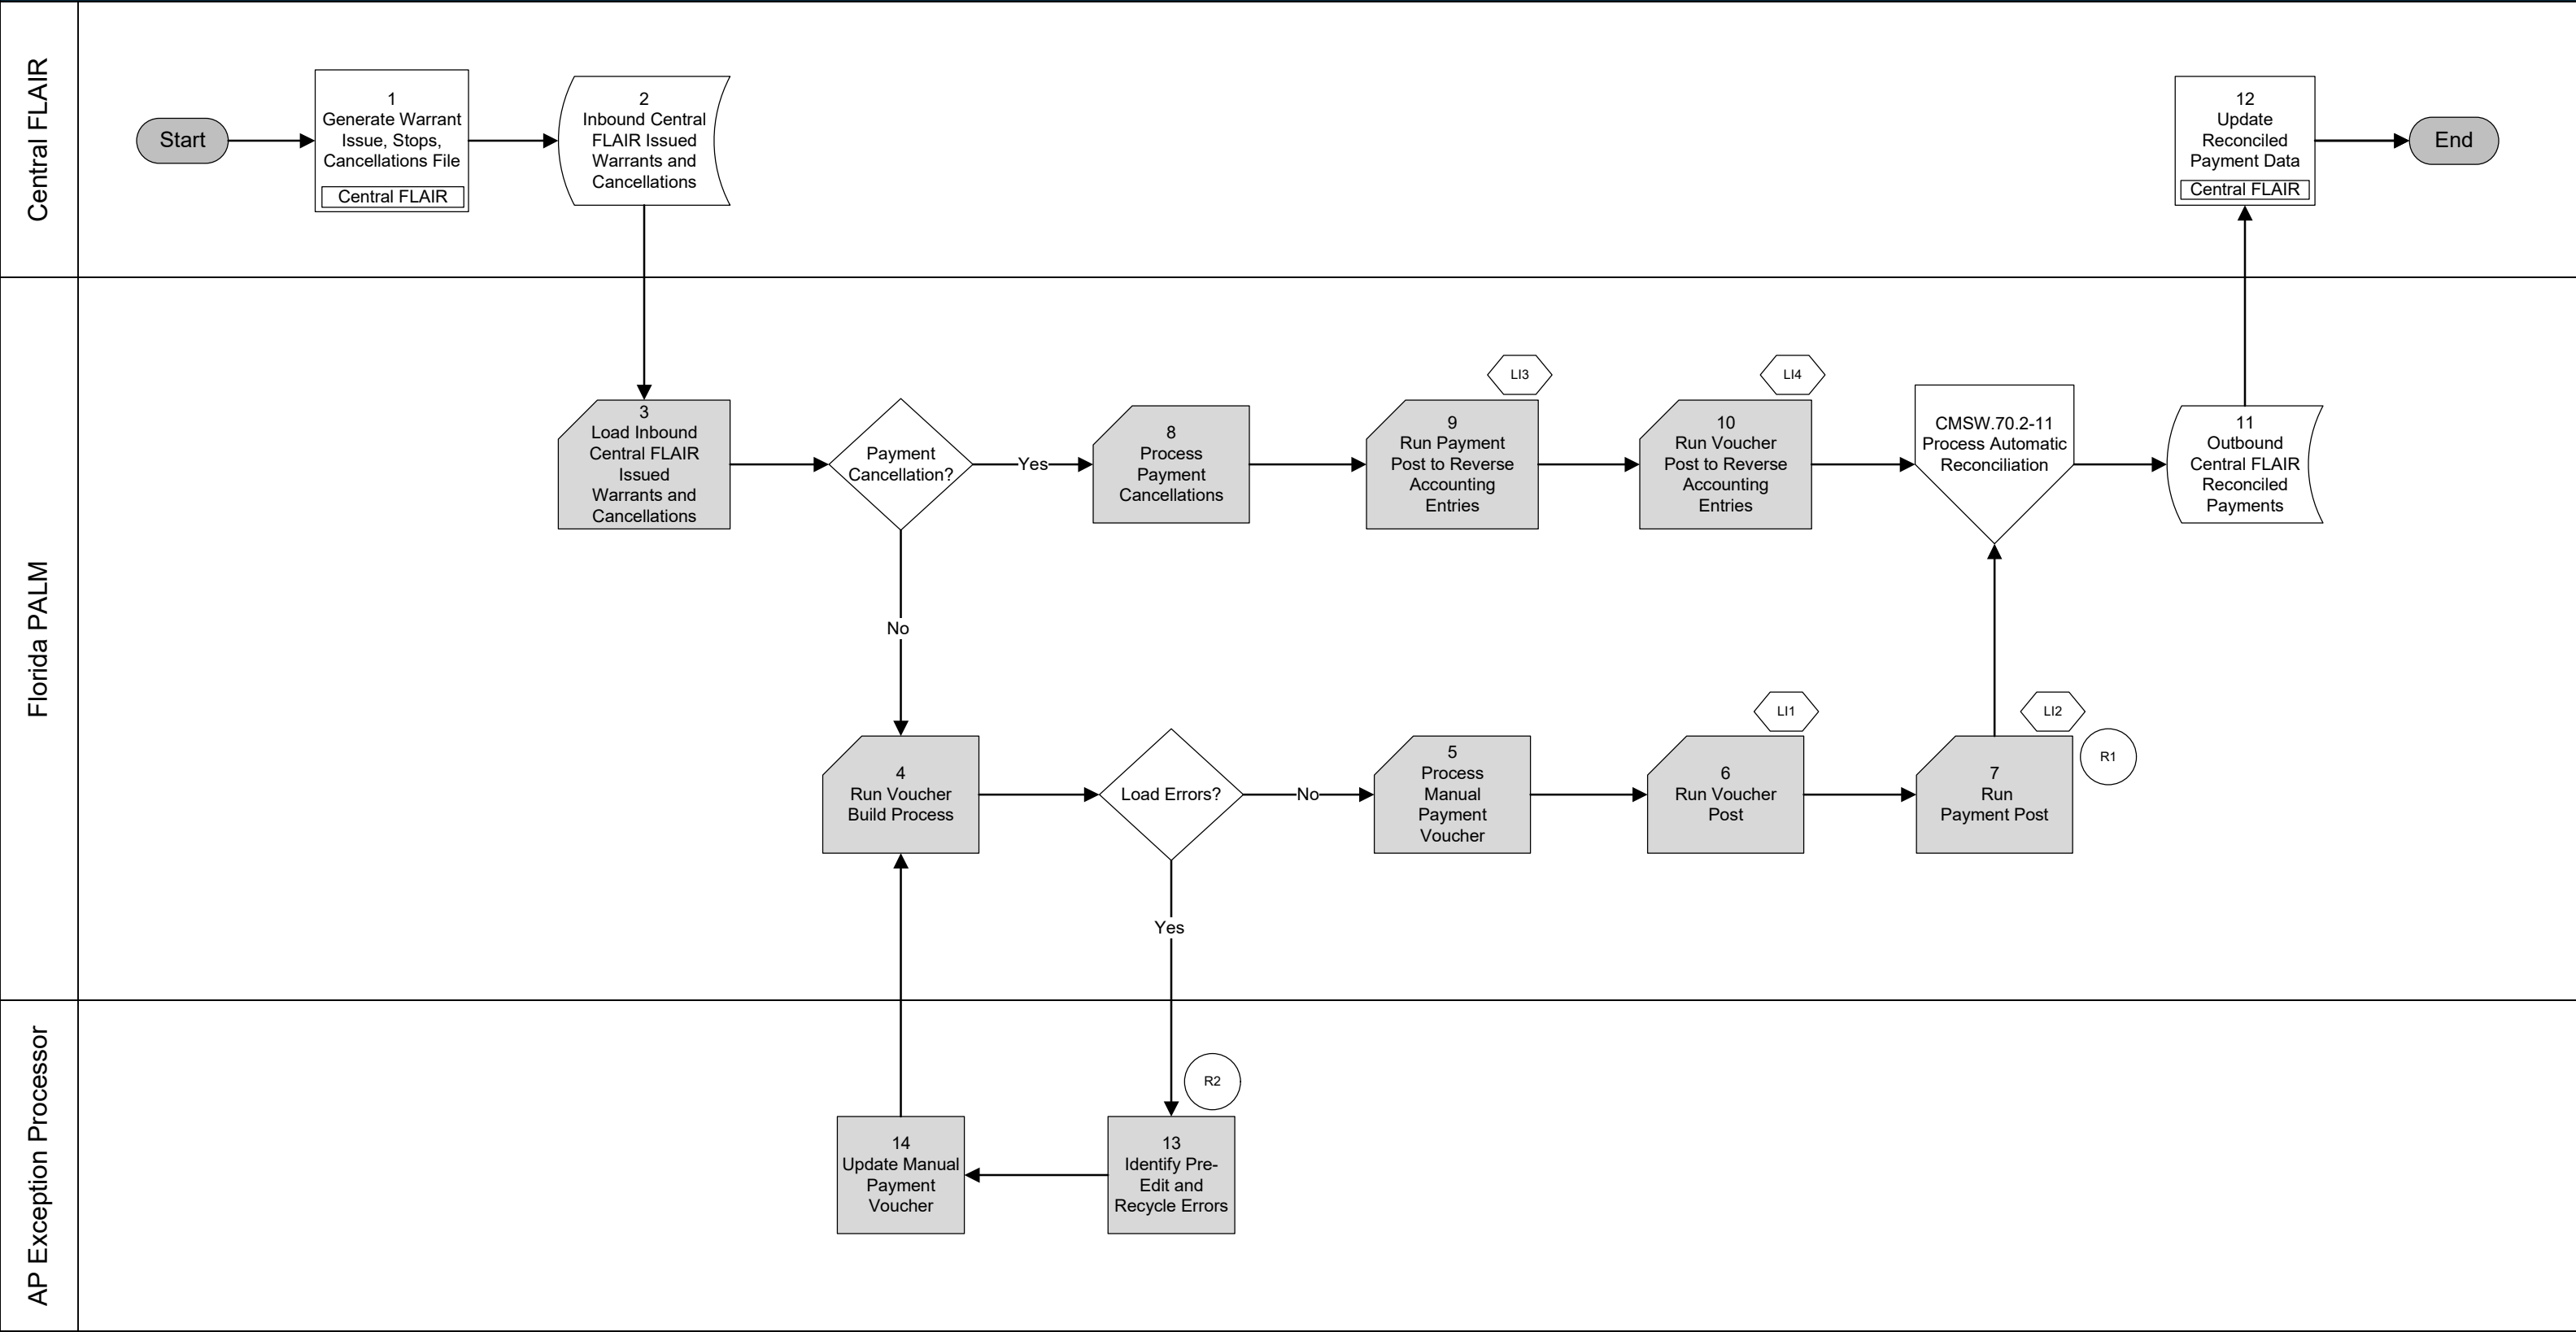 Central FLAIR
Start
1
Generate Warrant
Issue, Stops,
Cancellations File
Central FLAIR
2
Inbound Central
FLAIR Issued
Warrants and
Cancellations
12
Update
Reconciled
Payment Data
Central FLAIR
End
Florida PALM
3
Load Inbound
Central FLAIR
Issued
Warrants and
Cancellations
Payment
Cancellation?
Yes
8
Process
Payment
Cancellations
LI3
9
Run Payment
Post to Reverse
Accounting
Entries
LI4
10
Run Voucher
Post to Reverse
Accounting
Entries
CMSW.70.2-11
Process Automatic
Reconciliation
11
Outbound
Central FLAIR
Reconciled
Payments
No
4
Run Voucher
Build Process
Load Errors?
No
5
Process
Manual
Payment
Voucher
LI1
6
Run Voucher
Post
LI2
R1
7
Run
Payment Post
Yes
AP Exception Processor
R2
14
Update Manual
Payment
Voucher
13
Identify Pre-
Edit and
Recycle Errors